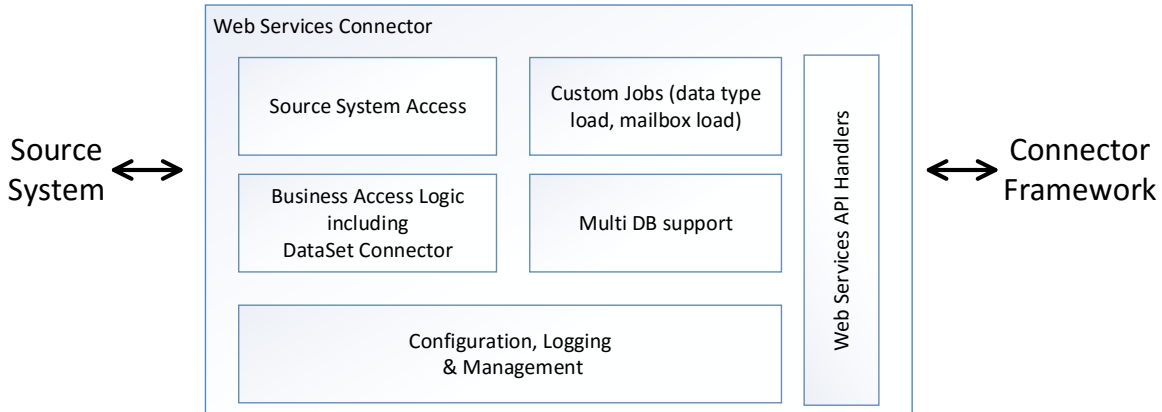 Web Services Connector
Source System Access
Custom Jobs (data type
load, mailbox load)
Source
System
Business Access Logic
including
DataSet Connector
Multi DB support
Configuration, Logging
& Management
Web Services API Handlers
Connector
Framework